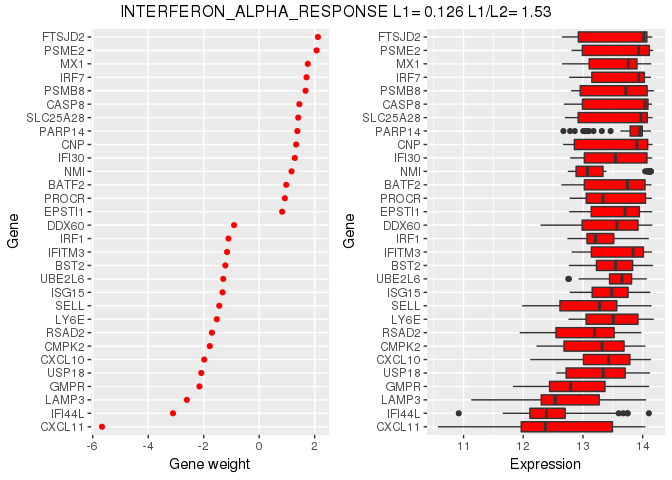 INTERFERON_ALPHA_RESPONSE L1= 0.126 L1/L2= 1.53
Gene
FTSJD2
PSME2
MX1
IRF7
PSMB8
CASP8
SLC25A28
PARP14
CNP
IFI30
NMI
BATF2
PROCR
EPSTI1
DDX60
IRF1
IFITM3
BST2
UBE2L6
ISG15
SELL
LY6E
RSAD2
CMPK2
CXCL10
USP18
GMPR
LAMP3
IFI44L
CXCL11
-6 -4 -2 0 2
Gene weight
Gene
FTSJD2
PSME2
MX1
IRF7
PSMB8
CASP8
SLC25A28
PARP14
CNP
IFI30
NMI
BATF2
PROCR
EPSTI1
DDX60
IRF1
IFITM3
BST2
UBE2L6
ISG15
SELL
LY6E
RSAD2
CMPK2
CXCL10
USP18
GMPR
LAMP3
IFI44L
CXCL11
11 12 13 14
Expression